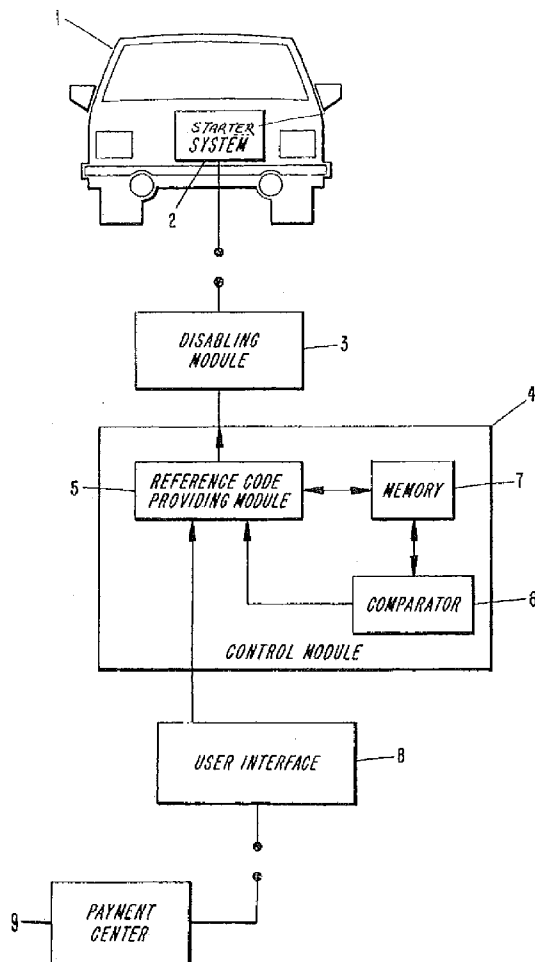 1
STARTER
SYSTEM
2
DISABLING
MODULE
3
4
5
REFERENCE CODE
PROVIDING MODULE
MEMORY
7
COMPARATOR
6
CONTROL MODULE
USER INTERFACE
8
9
PAYMENT
CENTER